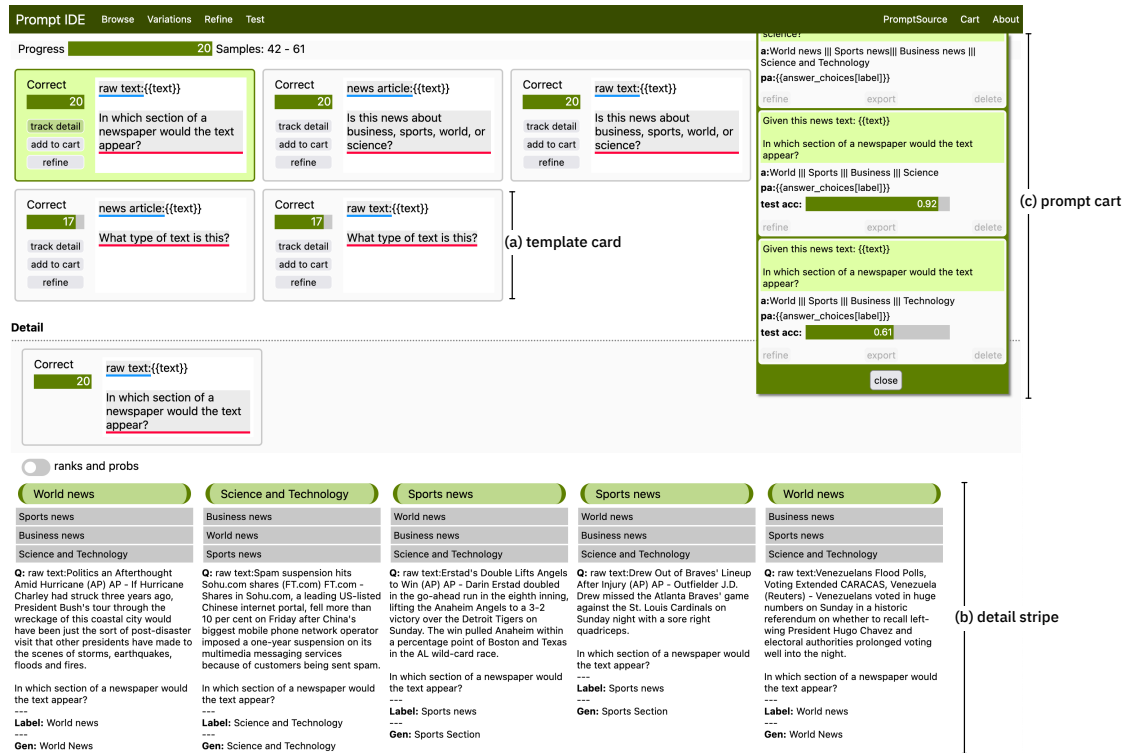 Prompt IDE Browse Variations Refine Test PromptSource Cart About
Progress 20 Samples: 42 - 61
Correct
20
track detail
add to cart
refine
raw text:{{text}}
In which section of a
newspaper would the text
appear?
Correct
20
track detail
add to cart
refine
news article:{{text}}
Is this news about
business, sports, world, or
science?
Correct
20
track detail
add to cart
refine
raw text:{{text}}
Is this news about
business, sports, world, or
science?
Correct
17
track detail
add to cart
refine
news article:{{text}}
What type of text is this?
Correct
17
track detail
add to cart
refine
raw text:{{text}}
What type of text is this?
(a) template card
science?
a:World news ||| Sports news||| Business news |||
Science and Technology
pa:{{answer_choices[label]}}
refine export delete
Given this news text: {{text}}
In which section of a newspaper would the text
appear?
a:World ||| Sports ||| Business ||| Science
pa:{{answer_choices[label]}}
test acc: 0.92
refine export delete
Given this news text: {{text}}
In which section of a newspaper would the text
appear?
a:World ||| Sports ||| Business ||| Technology
pa:{{answer_choices[label]}}
test acc: 0.61
refine export delete
close
(c) prompt cart
Detail
Correct
20
raw text:{{text}}
In which section of a
newspaper would the text
appear?
ranks and probs
World news
Sports news
Business news
Science and Technology
Q: raw text:Politics an Afterthought
Amid Hurricane (AP) AP - If Hurricane
Charley had struck three years ago,
President Bush's tour through the
wreckage of this coastal city would
have been just the sort of post-disaster
visit that other presidents have made to
the scenes of storms, earthquakes,
floods and fires.
In which section of a newspaper would
the text appear?
---
Label: World news
---
Gen: World News
Science and Technology
Business news
World news
Sports news
Q: raw text:Spam suspension hits
Sohu.com shares (FT.com) FT.com -
Shares in Sohu.com, a leading US-listed
Chinese internet portal, fell more than
10 per cent on Friday after China's
biggest mobile phone network operator
imposed a one-year suspension on its
multimedia messaging services
because of customers being sent spam.
In which section of a newspaper would
the text appear?
---
Label: Science and Technology
---
Gen: Science and Technology
Sports news
World news
Business news
Science and Technology
Q: raw text:Erstad's Double Lifts Angels
to Win (AP) AP - Darin Erstad doubled
in the go-ahead run in the eighth inning,
lifting the Anaheim Angels to a 3-2
victory over the Detroit Tigers on
Sunday. The win pulled Anaheim within
a percentage point of Boston and Texas
in the AL wild-card race.
In which section of a newspaper would
the text appear?
---
Label: Sports news
---
Gen: Sports Section
Sports news
World news
Business news
Science and Technology
Q: raw text:Drew Out of Braves' Lineup
After Injury (AP) AP - Outfielder J.D.
Drew missed the Atlanta Braves' game
against the St. Louis Cardinals on
Sunday night with a sore right
quadriceps.
In which section of a newspaper would
the text appear?
---
Label: Sports news
---
Gen: Sports Section
World news
Business news
Sports news
Science and Technology
Q: raw text:Venezuelans Flood Polls,
Voting Extended CARACAS, Venezuela
(Reuters) - Venezuelans voted in huge
numbers on Sunday in a historic
referendum on whether to recall left-
wing President Hugo Chavez and
electoral authorities prolonged voting
well into the night.
In which section of a newspaper would
the text appear?
---
Label: World news
---
Gen: World news
(b) detail stripe